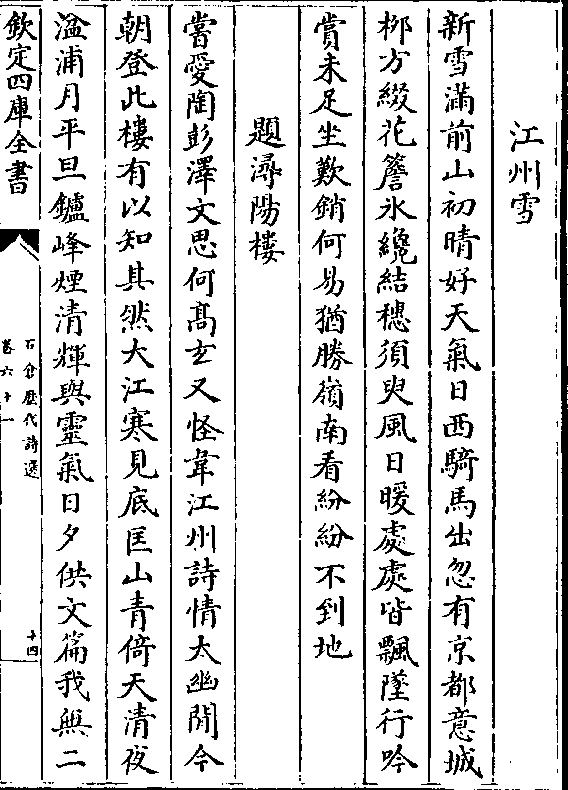 江州雪
新雪滿前山初晴好天氣日西騎馬出忽有京都意城
桞方綴花簷氷纔結穗須臾風日暖處處皆飄墜行吟
賞未足坐歎銷何易猶勝嶺南看紛紛不到地
題潯陽樓
嘗愛陶彭澤文思何髙玄又怪韋江州詩情太幽閒今
朝登此樓有以知其然大江寒見底匡山青倚天清夜
湓浦月平旦鑪峰煙清輝與靈氣日夕供文篇我無二
欽定四庫全書
石倉歴代詩選
卷六十一
十四